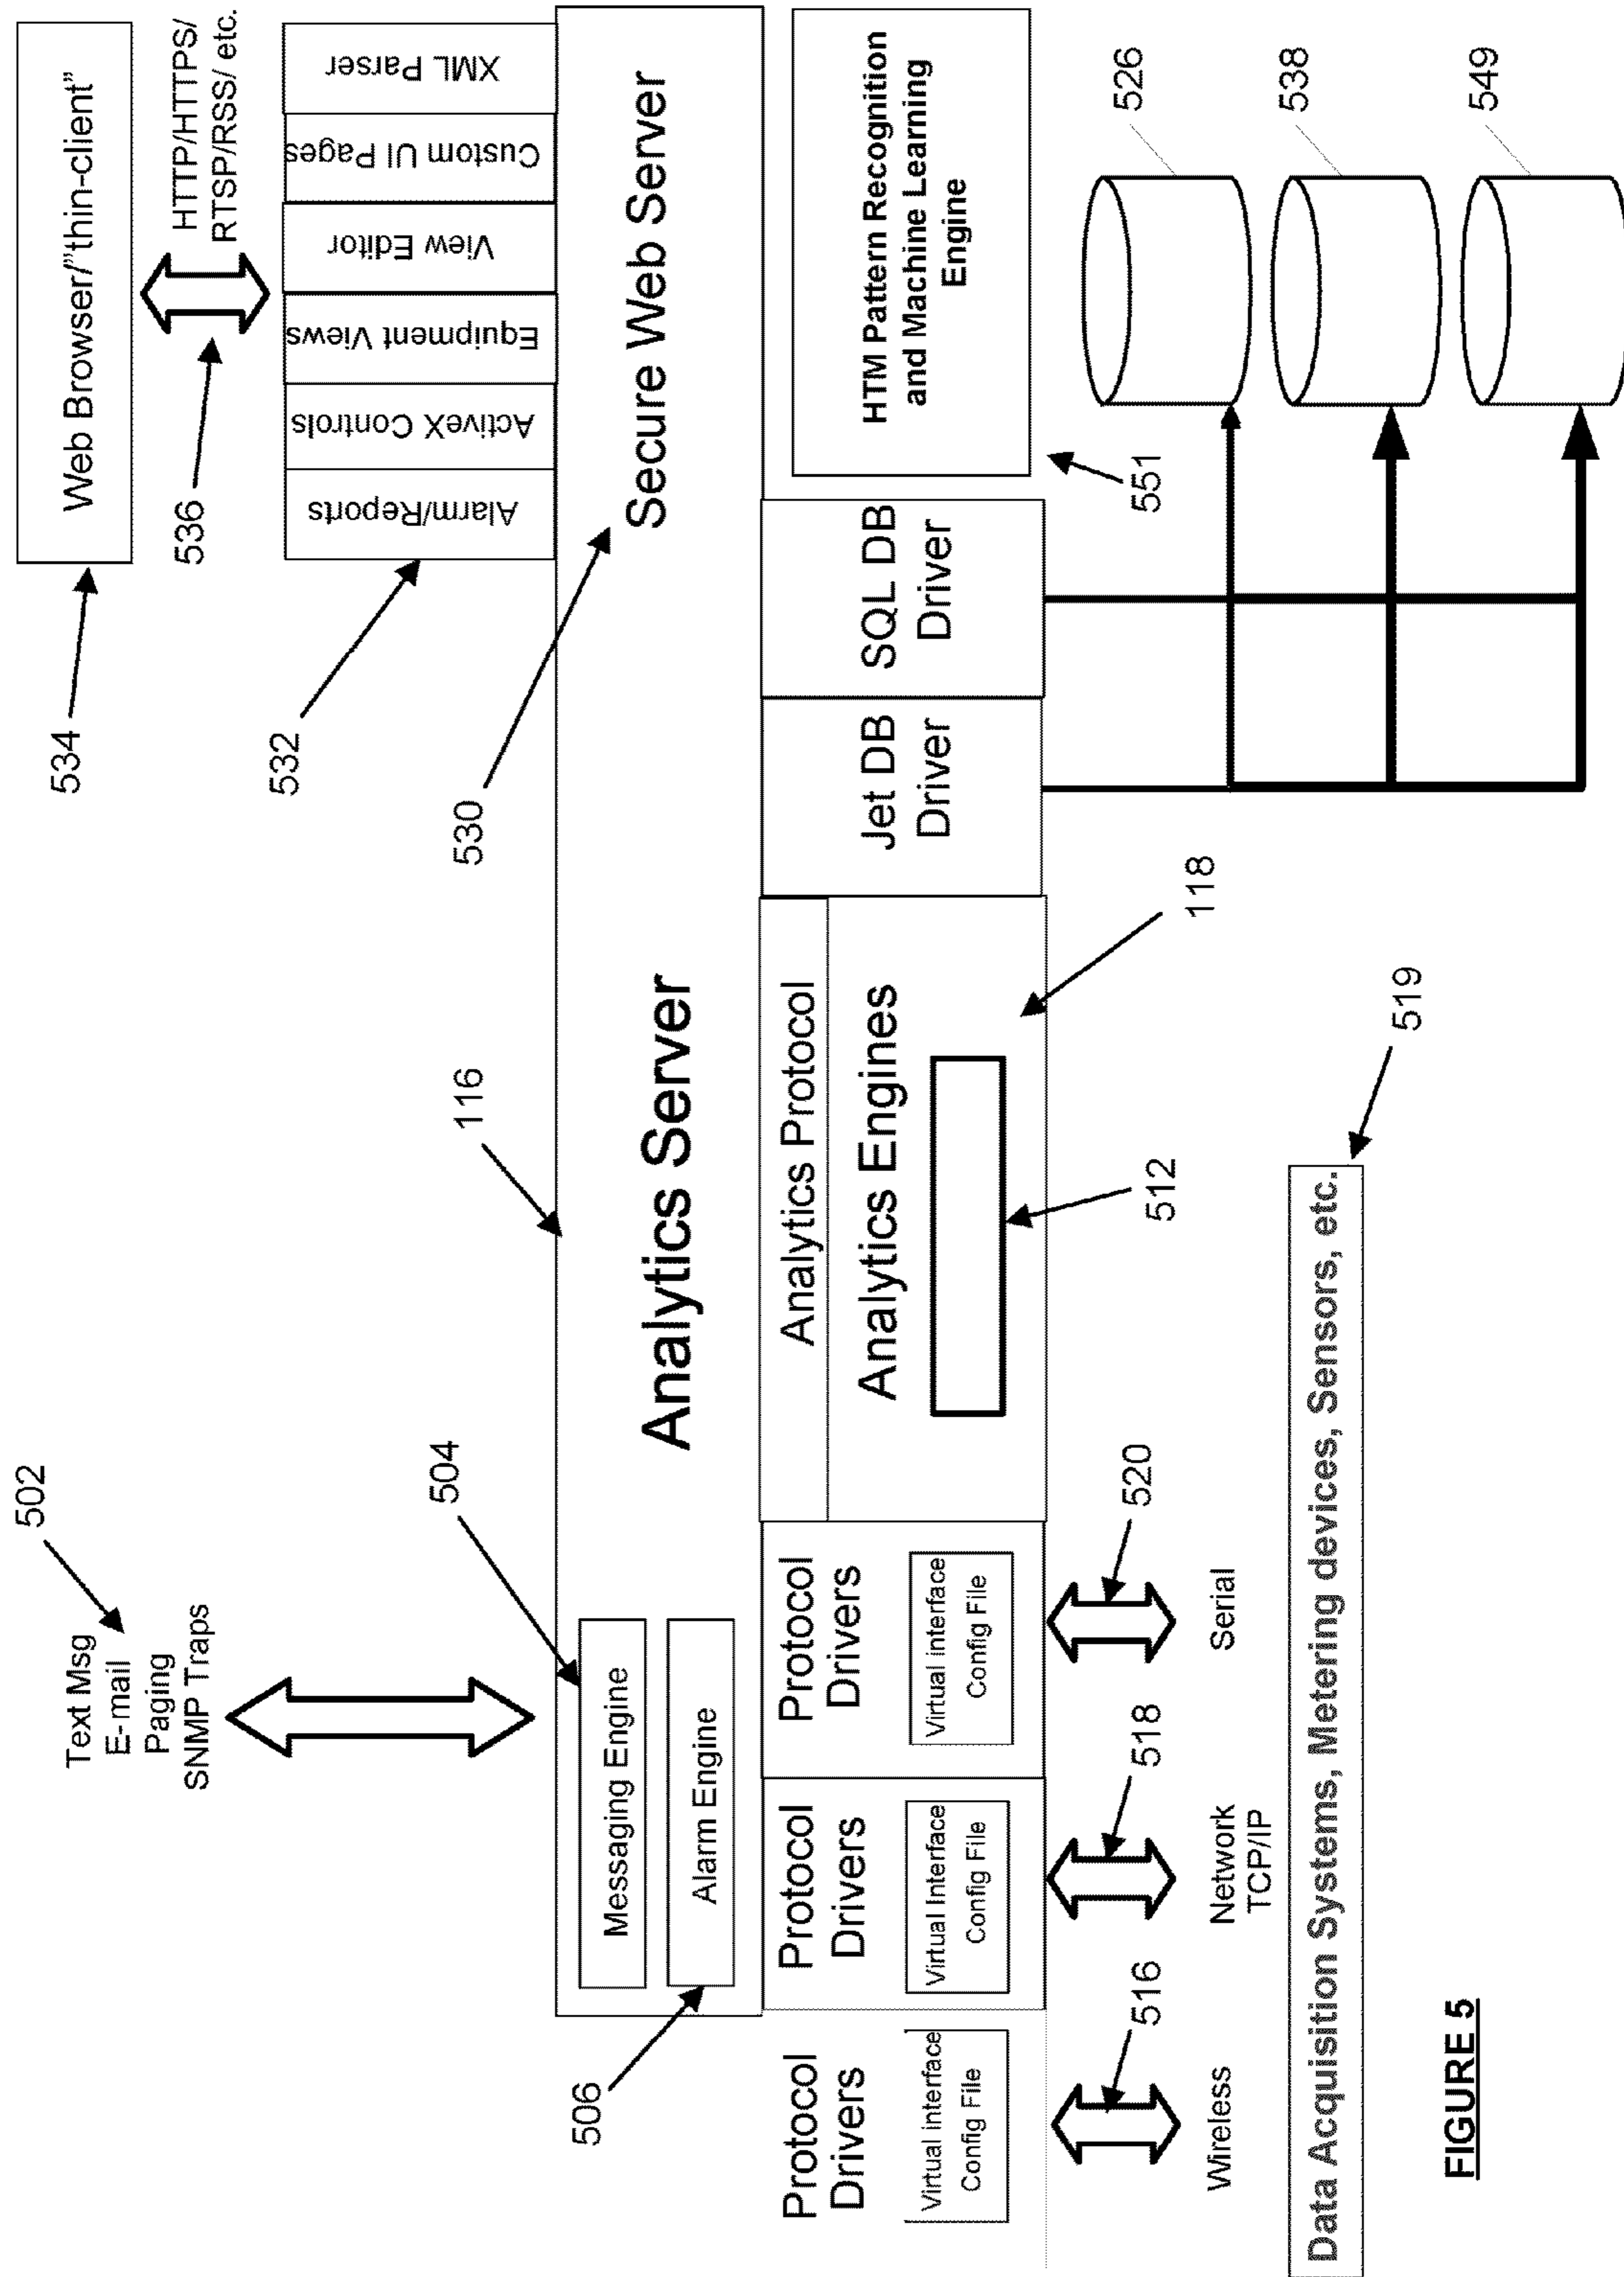 502
Text Msg
E-mail
Paging
SNMP Traps
534
Web Browser/"thin-client"
536
HTTP/HTTPS/
RTSP/RSS/ etc.
532
Alarm/Reports
ActiveX Controls
Equipment Views
View Editor
Custom UI Pages
XML Parser
504
116
530
Messaging Engine
Alarm Engine
506
Analytics Server
Secure Web Server
Protocol
Drivers
Virtual interface
Config File
Protocol
Drivers
Virtual Interface
Config File
Protocol
Drivers
Virtual interface
Config File
Analytics Protocol
Analytics Engines
118
512
Jet DB
Driver
SQL DB
Driver
HTM Pattern Recognition
and Machine Learning
Engine
551
516
Wireless
518
Network
TCP/IP
520
Serial
526
538
549
519
Data Acquisition Systems, Metering devices, Sensors, etc.
FIGURE 5